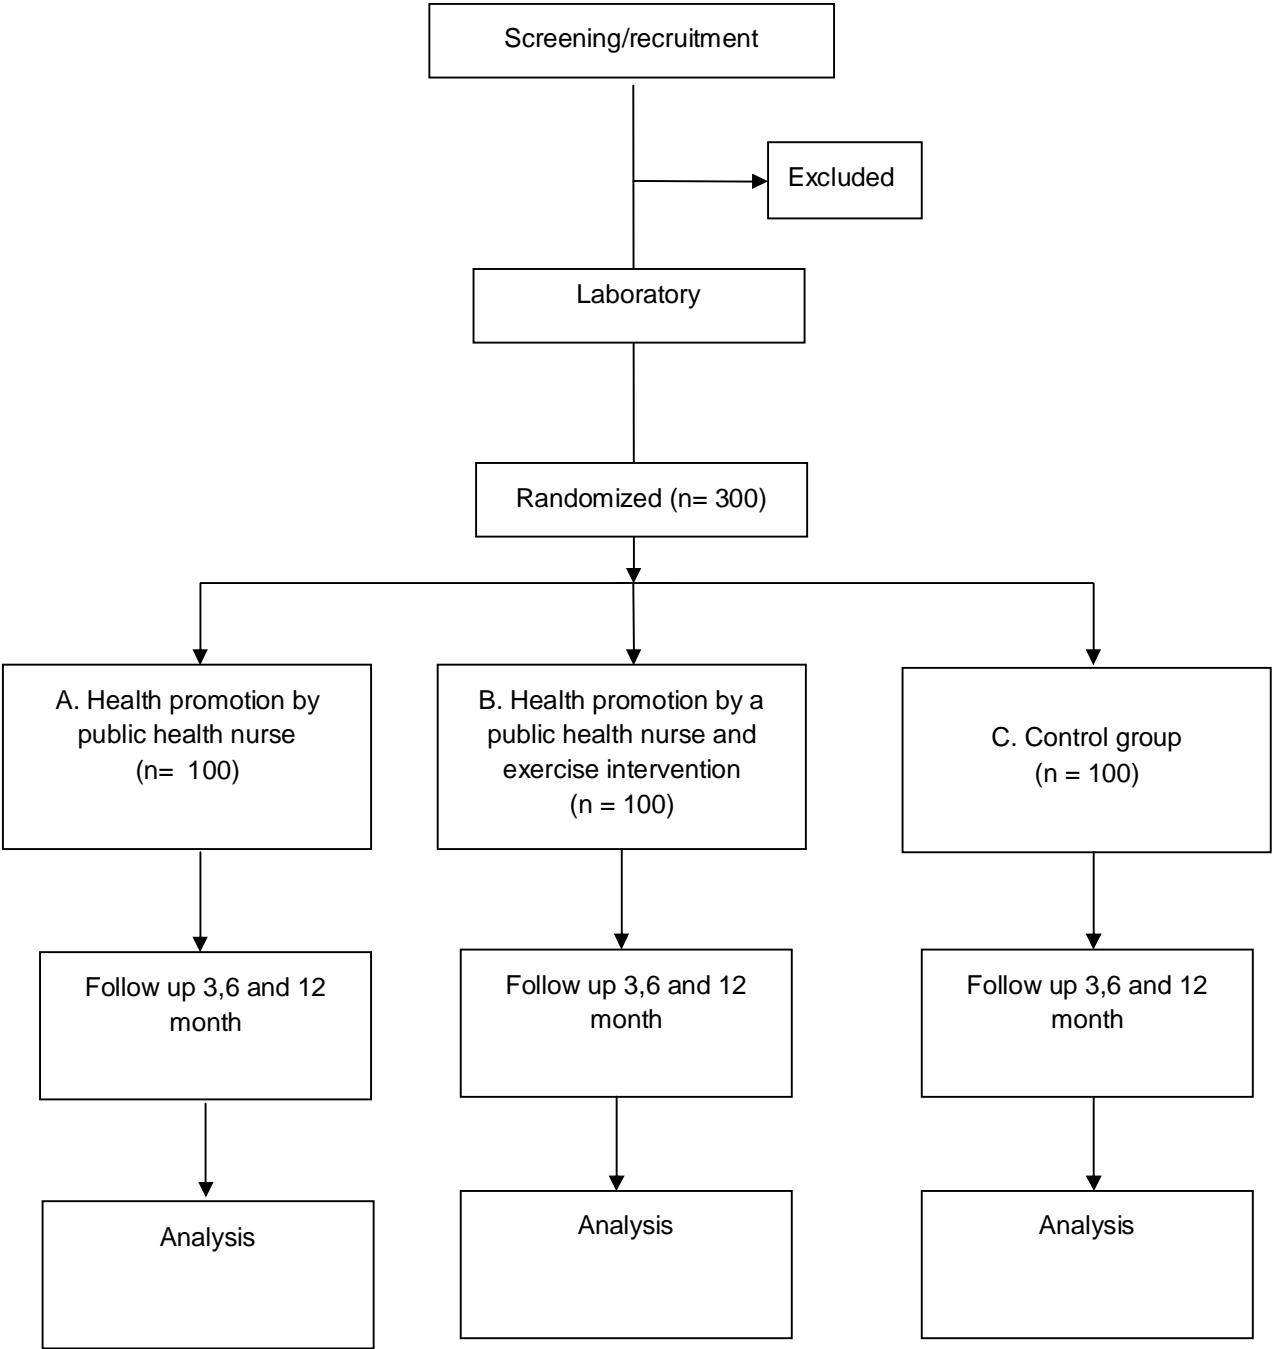 Screening/recruitment
Excluded
Laboratory
Randomized (n= 300)
A. Health promotion by
public health nurse
(n=  100)
B. Health promotion by a
public health nurse and
exercise intervention
(n = 100)
C. Control group
(n = 100)
Follow up 3,6 and 12
month
Follow up 3,6 and 12
month
Follow up 3,6 and 12
month
Analysis
Analysis
Analysis